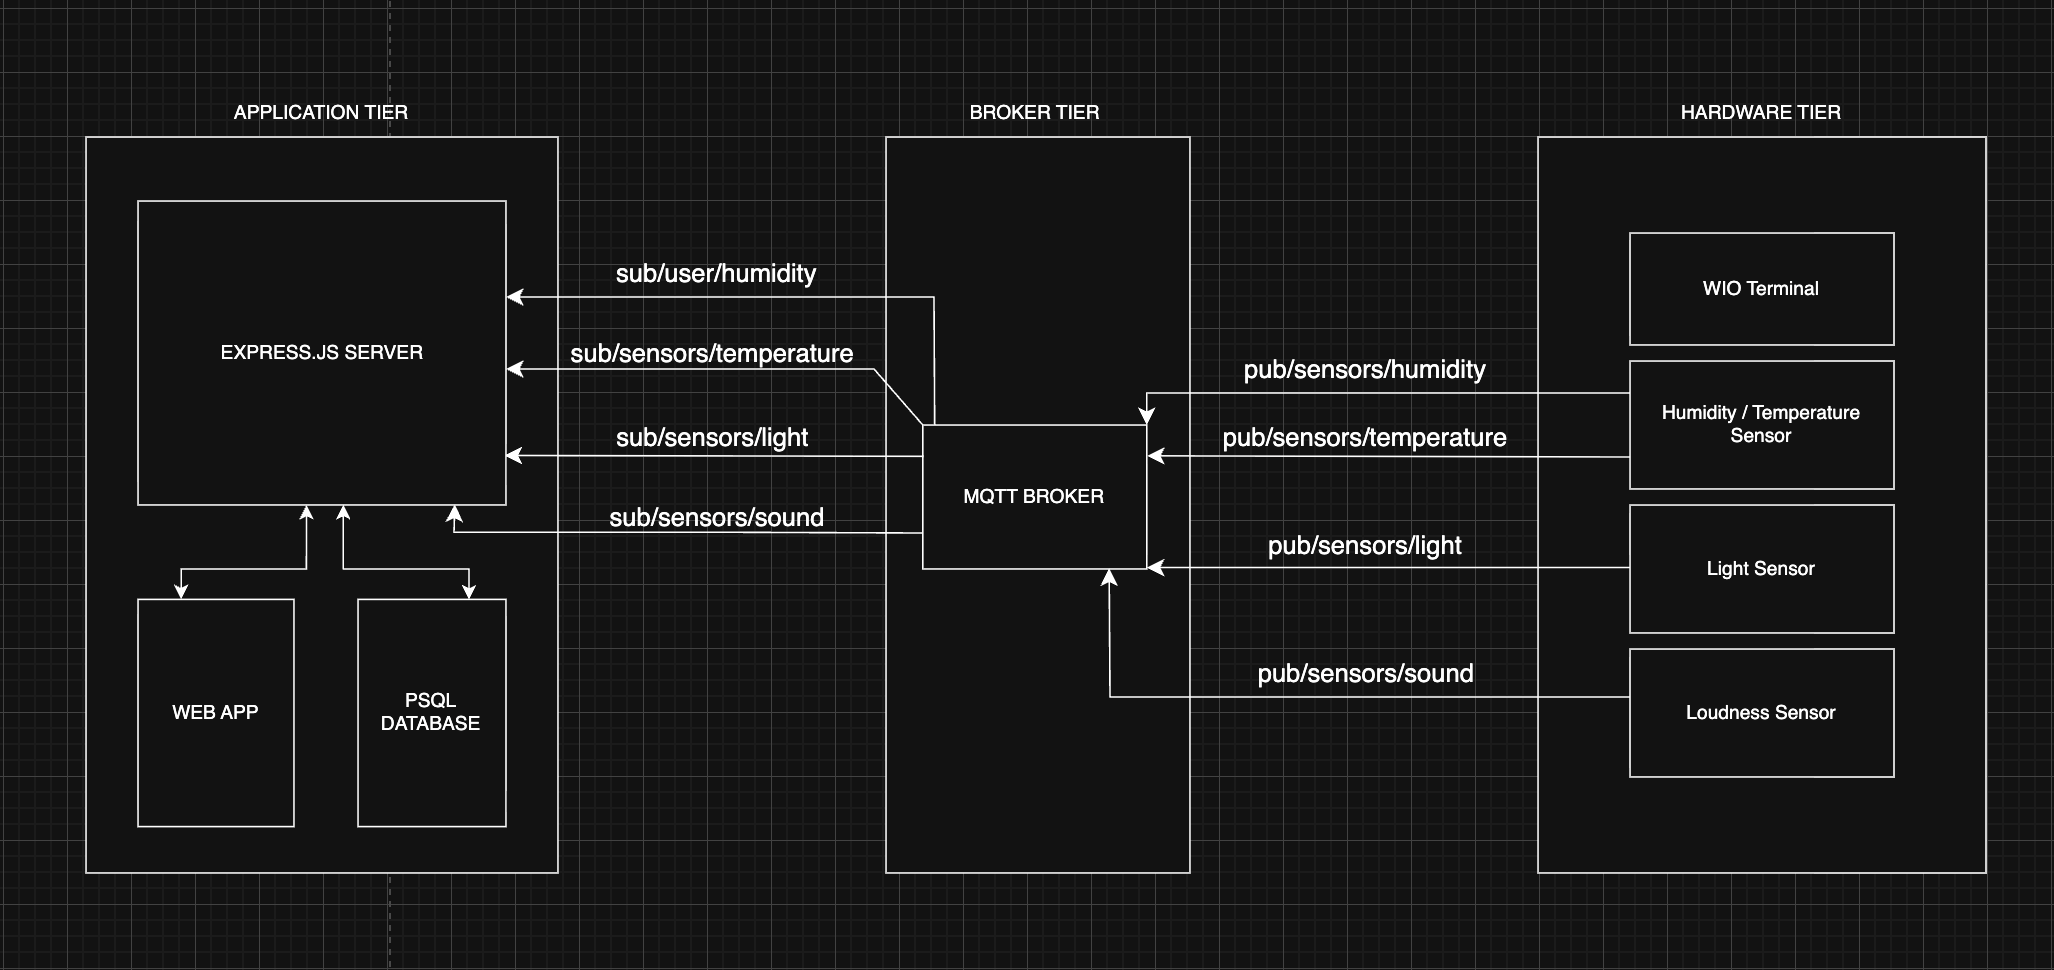 APPLICATION TIER
BROKER TIER
HARDWARE TIER
EXPRESS.JS SERVER
WEB APP
PSQL
DATABASE
sub/user/humidity
sub/sensors/temperature
sub/sensors/light
sub/sensors/sound
MQTT BROKER
pub/sensors/humidity
pub/sensors/temperature
pub/sensors/light
pub/sensors/sound
WIO Terminal
Humidity / Temperature
Sensor
Light Sensor
Loudness Sensor